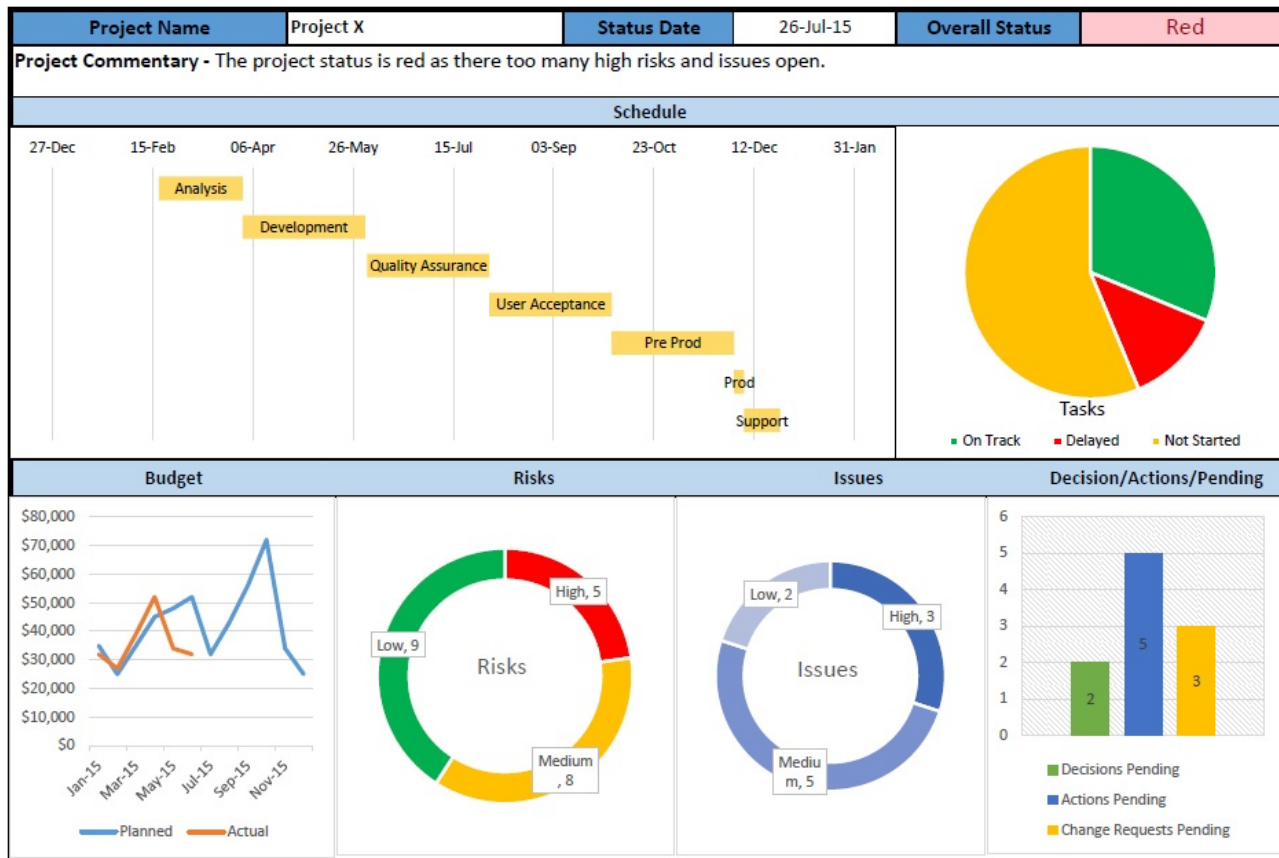 Project Name Project X Status Date 26-Jul-15 Overall Status Red
Project Commentary - The project status is red as there too many high risks and issues open.
Schedule
27-Dec 15-Feb 06-Apr 26-May 15-Jul 03-Sep 23-Oct 12-Dec 31-Jan
Analysis
Development
Quality Assurance
User Acceptance
Pre Prod
Prod
Support
Tasks
On Track Delayed Not Started
Budget Risks Issues Decision/Actions/Pending
$80,000
$70,000
$60,000
$50,000
$40,000
$30,000
$20,000
$10,000
$0
Jan-15 Mar-15 May-15 Jul-15 Sep-15 Nov-15
Planned Actual
High, 5
Low, 9
Risks
Medium
, 8
Low, 2
High, 3
Issues
Mediu
m, 5
6
5
4
3
2
1
0
2 5 3
Decisions Pending
Actions Pending
Change Requests Pending